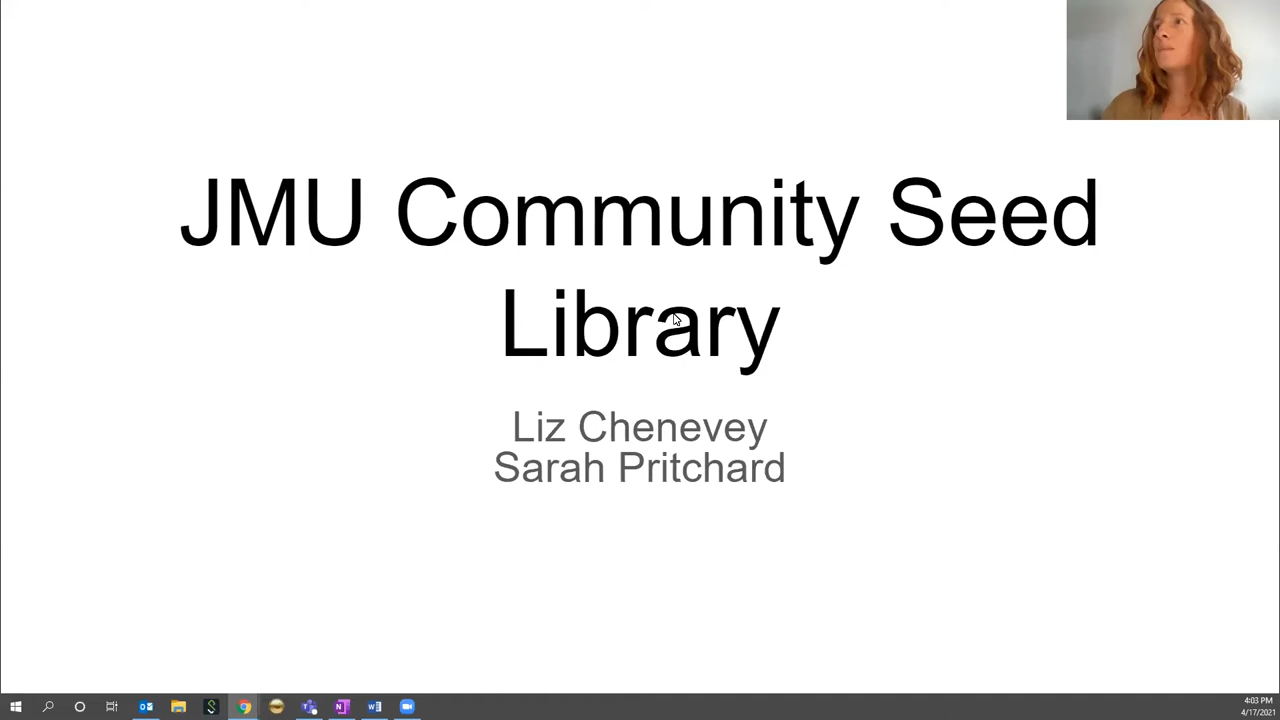 JMU Community Seed
Library
Liz Chenevey
Sarah Pritchard
4:03 PM
4/17/2021